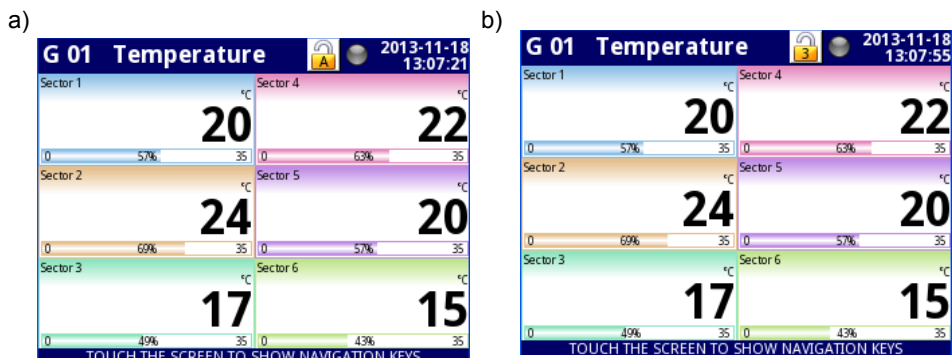 a)
G 01 Temperature A 2013-11-18
13:07:21
Sector 1 °C
20
0 57% 35
Sector 4 °C
22
0 63% 35
Sector 2 °C
24
0 69% 35
Sector 5 °C
20
0 57% 35
Sector 3 °C
17
0 49% 35
Sector 6 °C
15
0 43% 35
TOUCH THE SCREEN TO SHOW NAVIGATION KEYS
b)
G 01 Temperature 3 2013-11-18
13:07:55
Sector 1 °C
20
0 57% 35
Sector 4 °C
22
0 63% 35
Sector 2 °C
24
0 69% 35
Sector 5 °C
20
0 57% 35
Sector 3 °C
17
0 49% 35
Sector 6 °C
15
0 43% 35
TOUCH THE SCREEN TO SHOW NAVIGATION KEYS